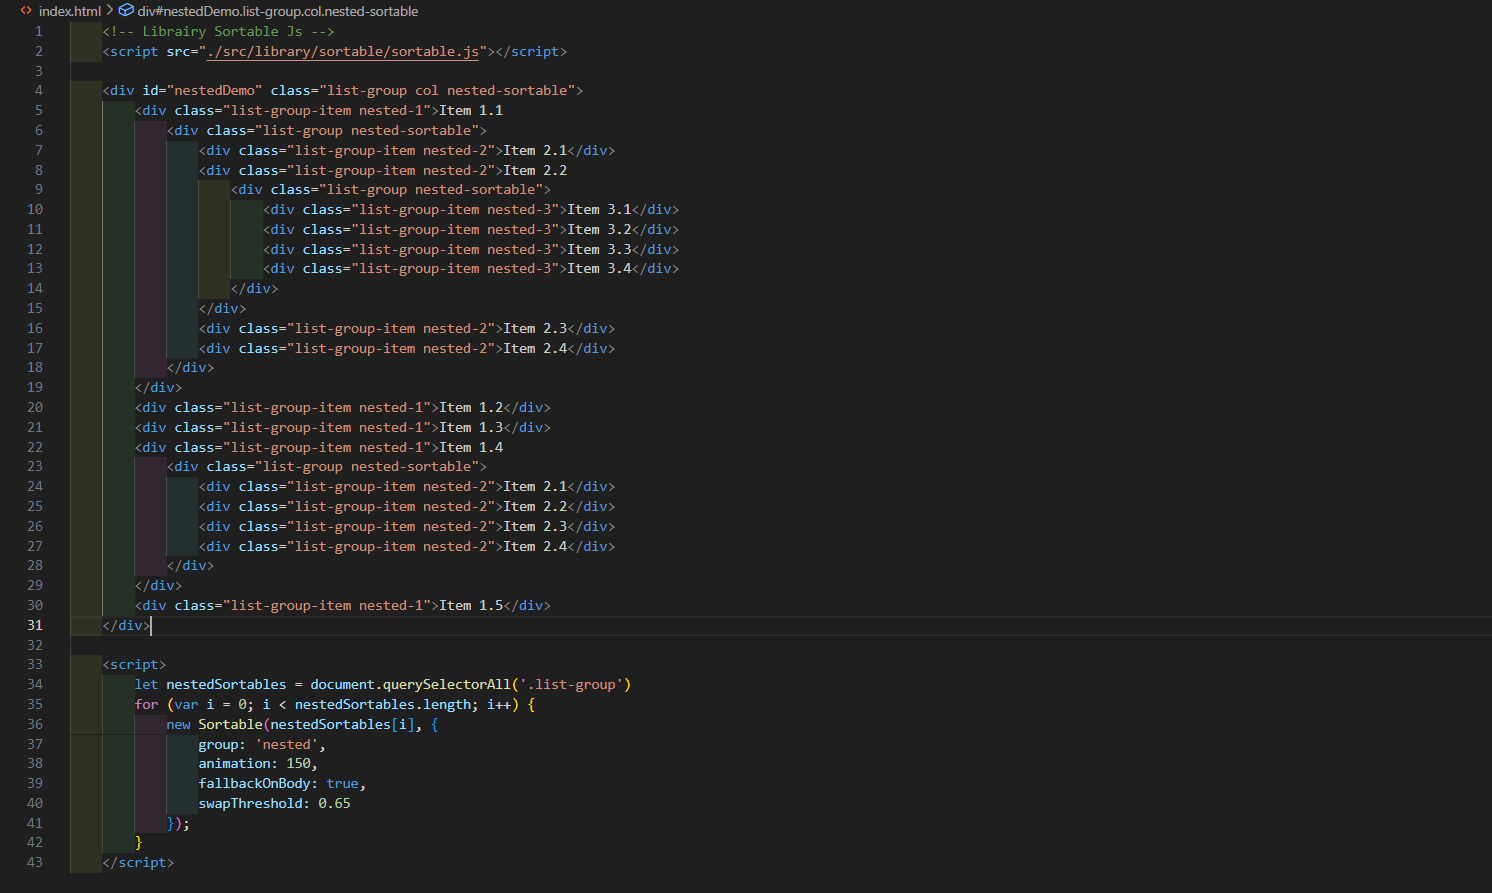 index.html > div#nestedDemo.list-group.col.nested-sortable
1 <!-- Librairy Sortable Js -->
2 <script src="./src/library/sortable/sortable.js"></script>
3
4 <div id="nestedDemo" class="list-group col nested-sortable">
5 <div class="list-group-item nested-1">Item 1.1
6 <div class="list-group nested-sortable">
7 <div class="list-group-item nested-2">Item 2.1</div>
8 <div class="list-group-item nested-2">Item 2.2
9 <div class="list-group nested-sortable">
10 <div class="list-group-item nested-3">Item 3.1</div>
11 <div class="list-group-item nested-3">Item 3.2</div>
12 <div class="list-group-item nested-3">Item 3.3</div>
13 <div class="list-group-item nested-3">Item 3.4</div>
14 </div>
15 </div>
16 <div class="list-group-item nested-2">Item 2.3</div>
17 <div class="list-group-item nested-2">Item 2.4</div>
18 </div>
19 </div>
20 <div class="list-group-item nested-1">Item 1.2</div>
21 <div class="list-group-item nested-1">Item 1.3</div>
22 <div class="list-group-item nested-1">Item 1.4
23 <div class="list-group nested-sortable">
24 <div class="list-group-item nested-2">Item 2.1</div>
25 <div class="list-group-item nested-2">Item 2.2</div>
26 <div class="list-group-item nested-2">Item 2.3</div>
27 <div class="list-group-item nested-2">Item 2.4</div>
28 </div>
29 </div>
30 <div class="list-group-item nested-1">Item 1.5</div>
31 </div>
32
33 <script>
34 let nestedSortables = document.querySelectorAll('.list-group')
35 for (var i = 0; i < nestedSortables.length; i++) {
36 new Sortable(nestedSortables[i], {
37 group: 'nested',
38 animation: 150,
39 fallbackOnBody: true,
40 swapThreshold: 0.65
41 });
42 }
43 </script>